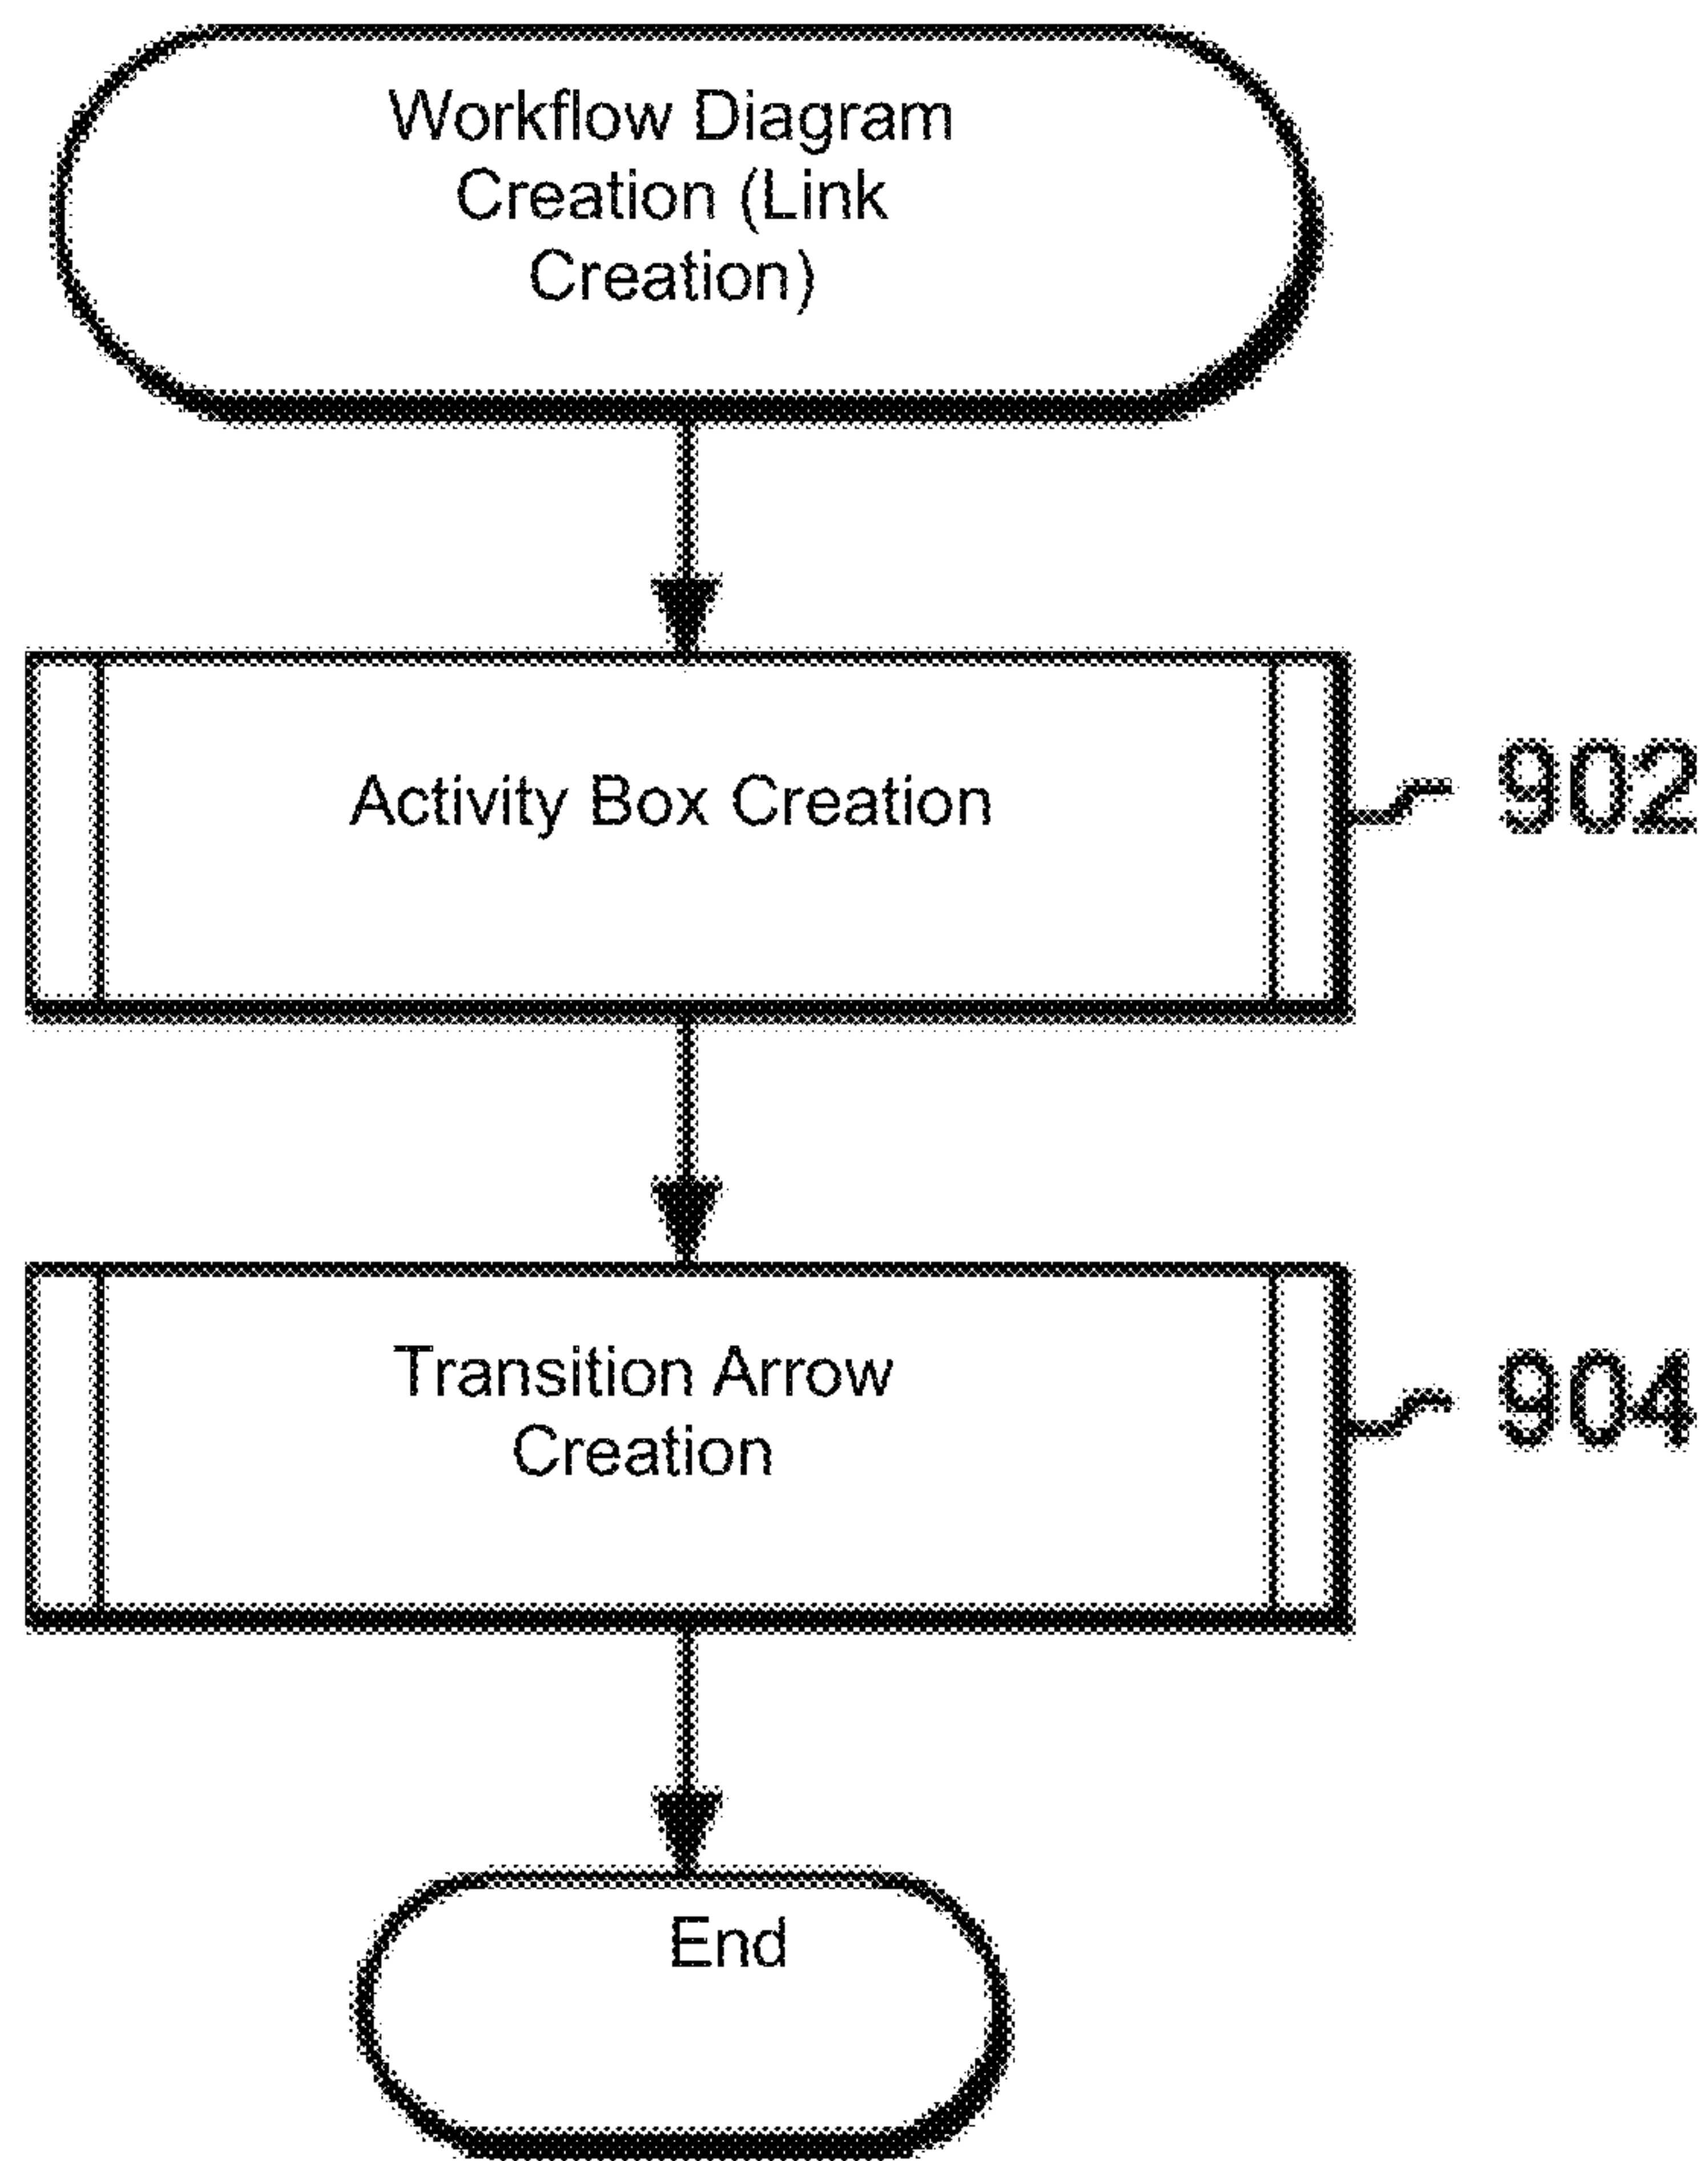 Workflow Diagram
Creation (Link
Creation)
Activity Box Creation
902
Transition Arrow
Creation
904
End